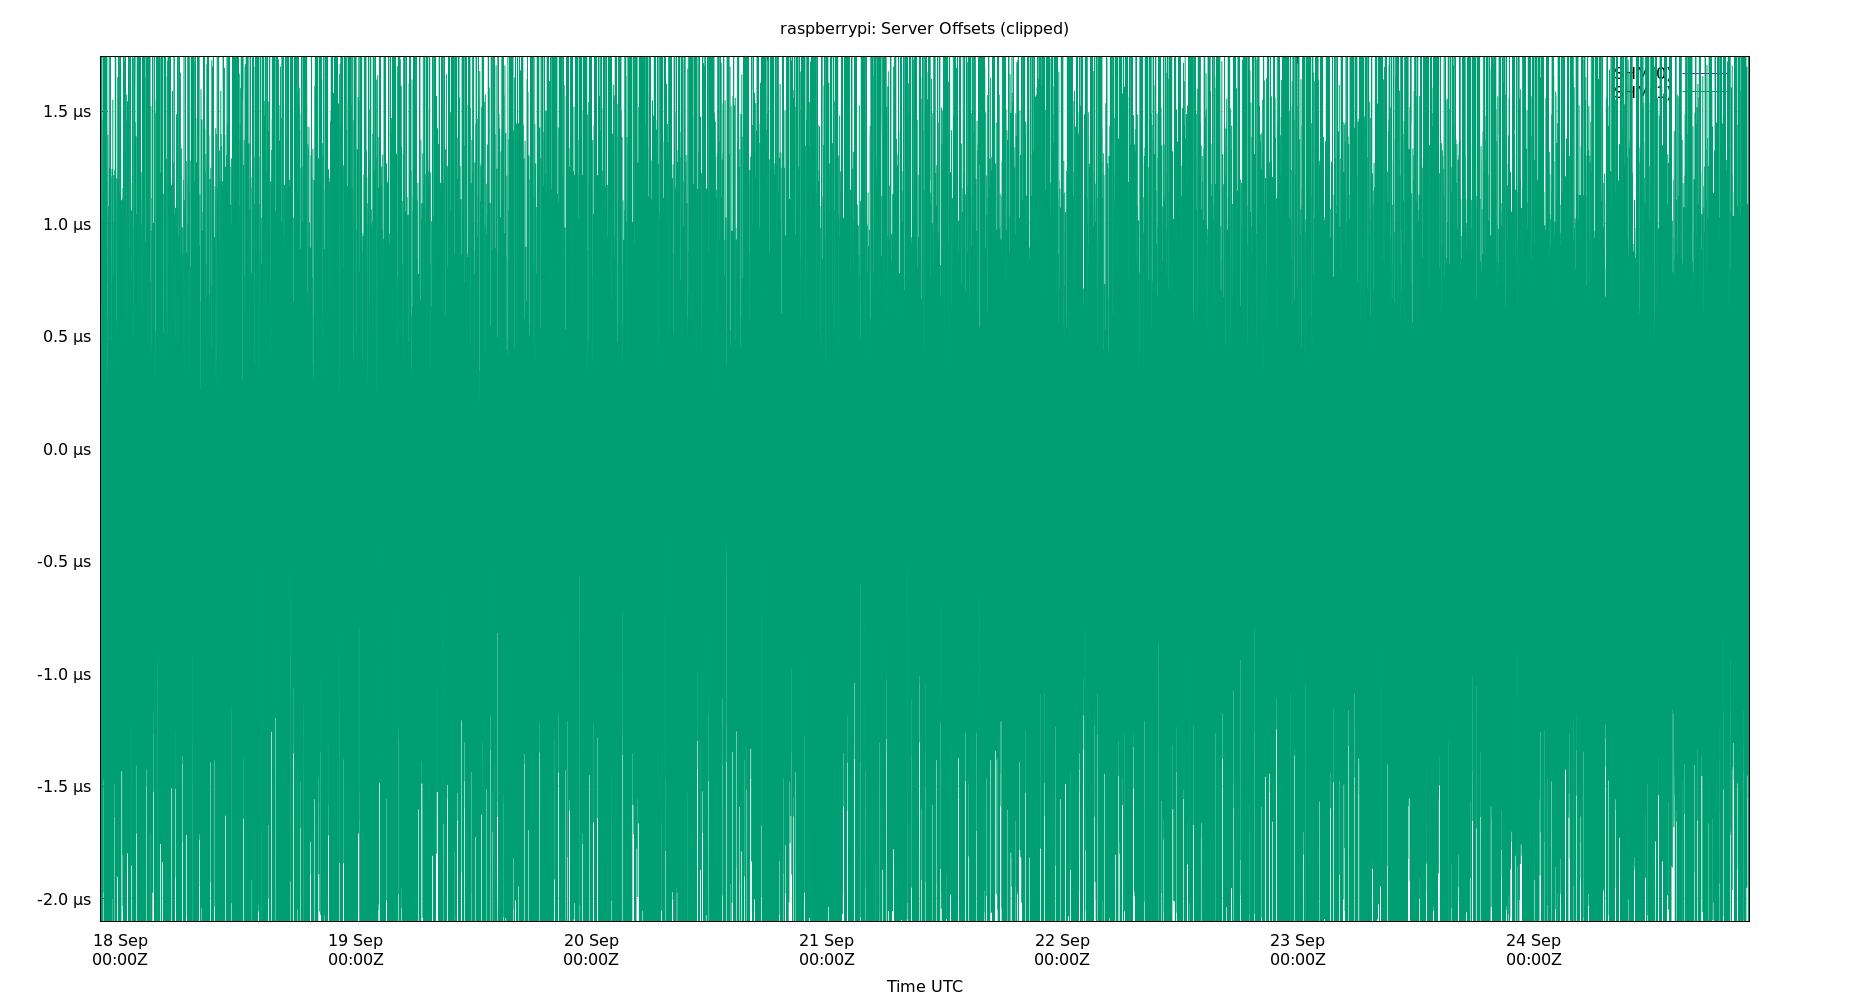 raspberrypi: Server Offsets (clipped)
1.5 µs
1.0 µs
0.5 µs
0.0 µs
-0.5 µs
-1.0 µs
-1.5 µs
-2.0 µs
18 Sep 19 Sep 20 Sep 21 Sep 22 Sep 23 Sep 24 Sep
00:00Z 00:00Z 00:00Z 00:00Z 00:00Z 00:00Z 00:00Z
Time UTC